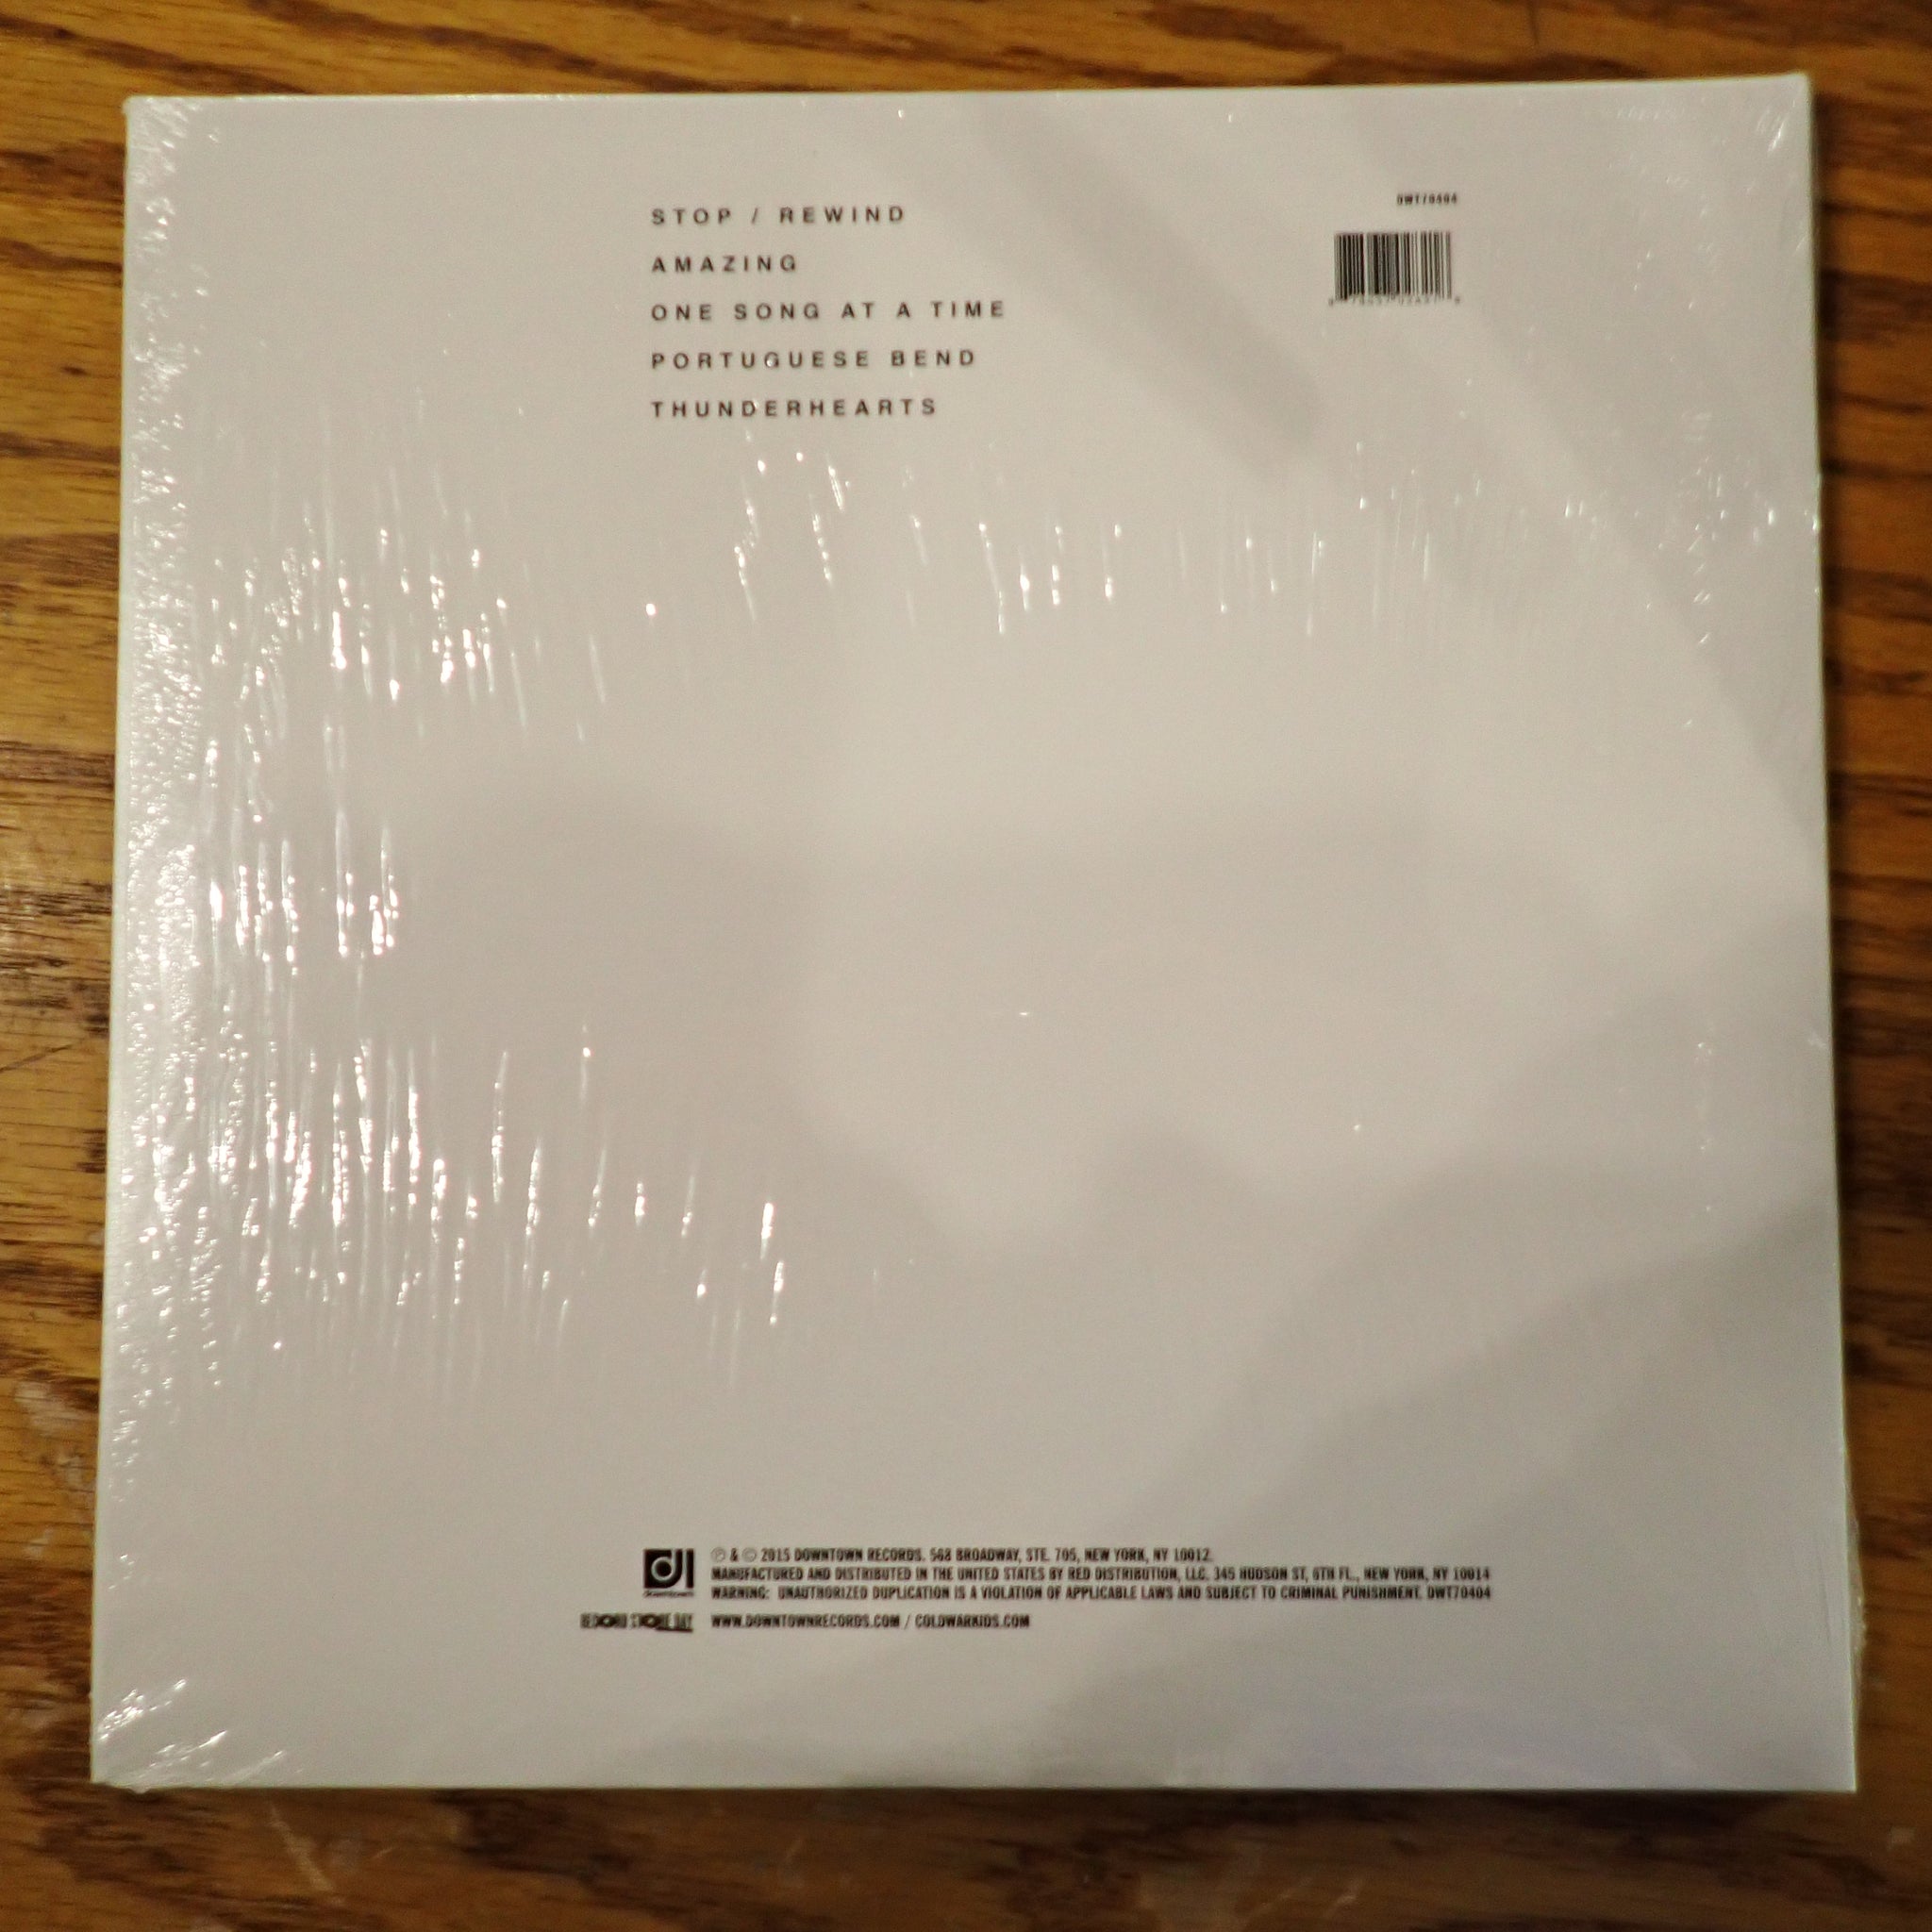 STOP / REWIND
AMAZING
ONE SONG AT A TIME
PORTUGUESE BEND
THUNDERHEARTS
DWT70404
downtown
℗ & © 2015 DOWNTOWN RECORDS. 568 BROADWAY, STE. 705, NEW YORK, NY 10012.
MANUFACTURED AND DISTRIBUTED IN THE UNITED STATES BY RED DISTRIBUTION, LLC. 345 HUDSON ST, 6TH FL., NEW YORK, NY 10014
WARNING: UNAUTHORIZED DUPLICATION IS A VIOLATION OF APPLICABLE LAWS AND SUBJECT TO CRIMINAL PUNISHMENT. DWT70404
RECORD STORE DAY WWW.DOWNTOWNRECORDS.COM / COLDWARKIDS.COM